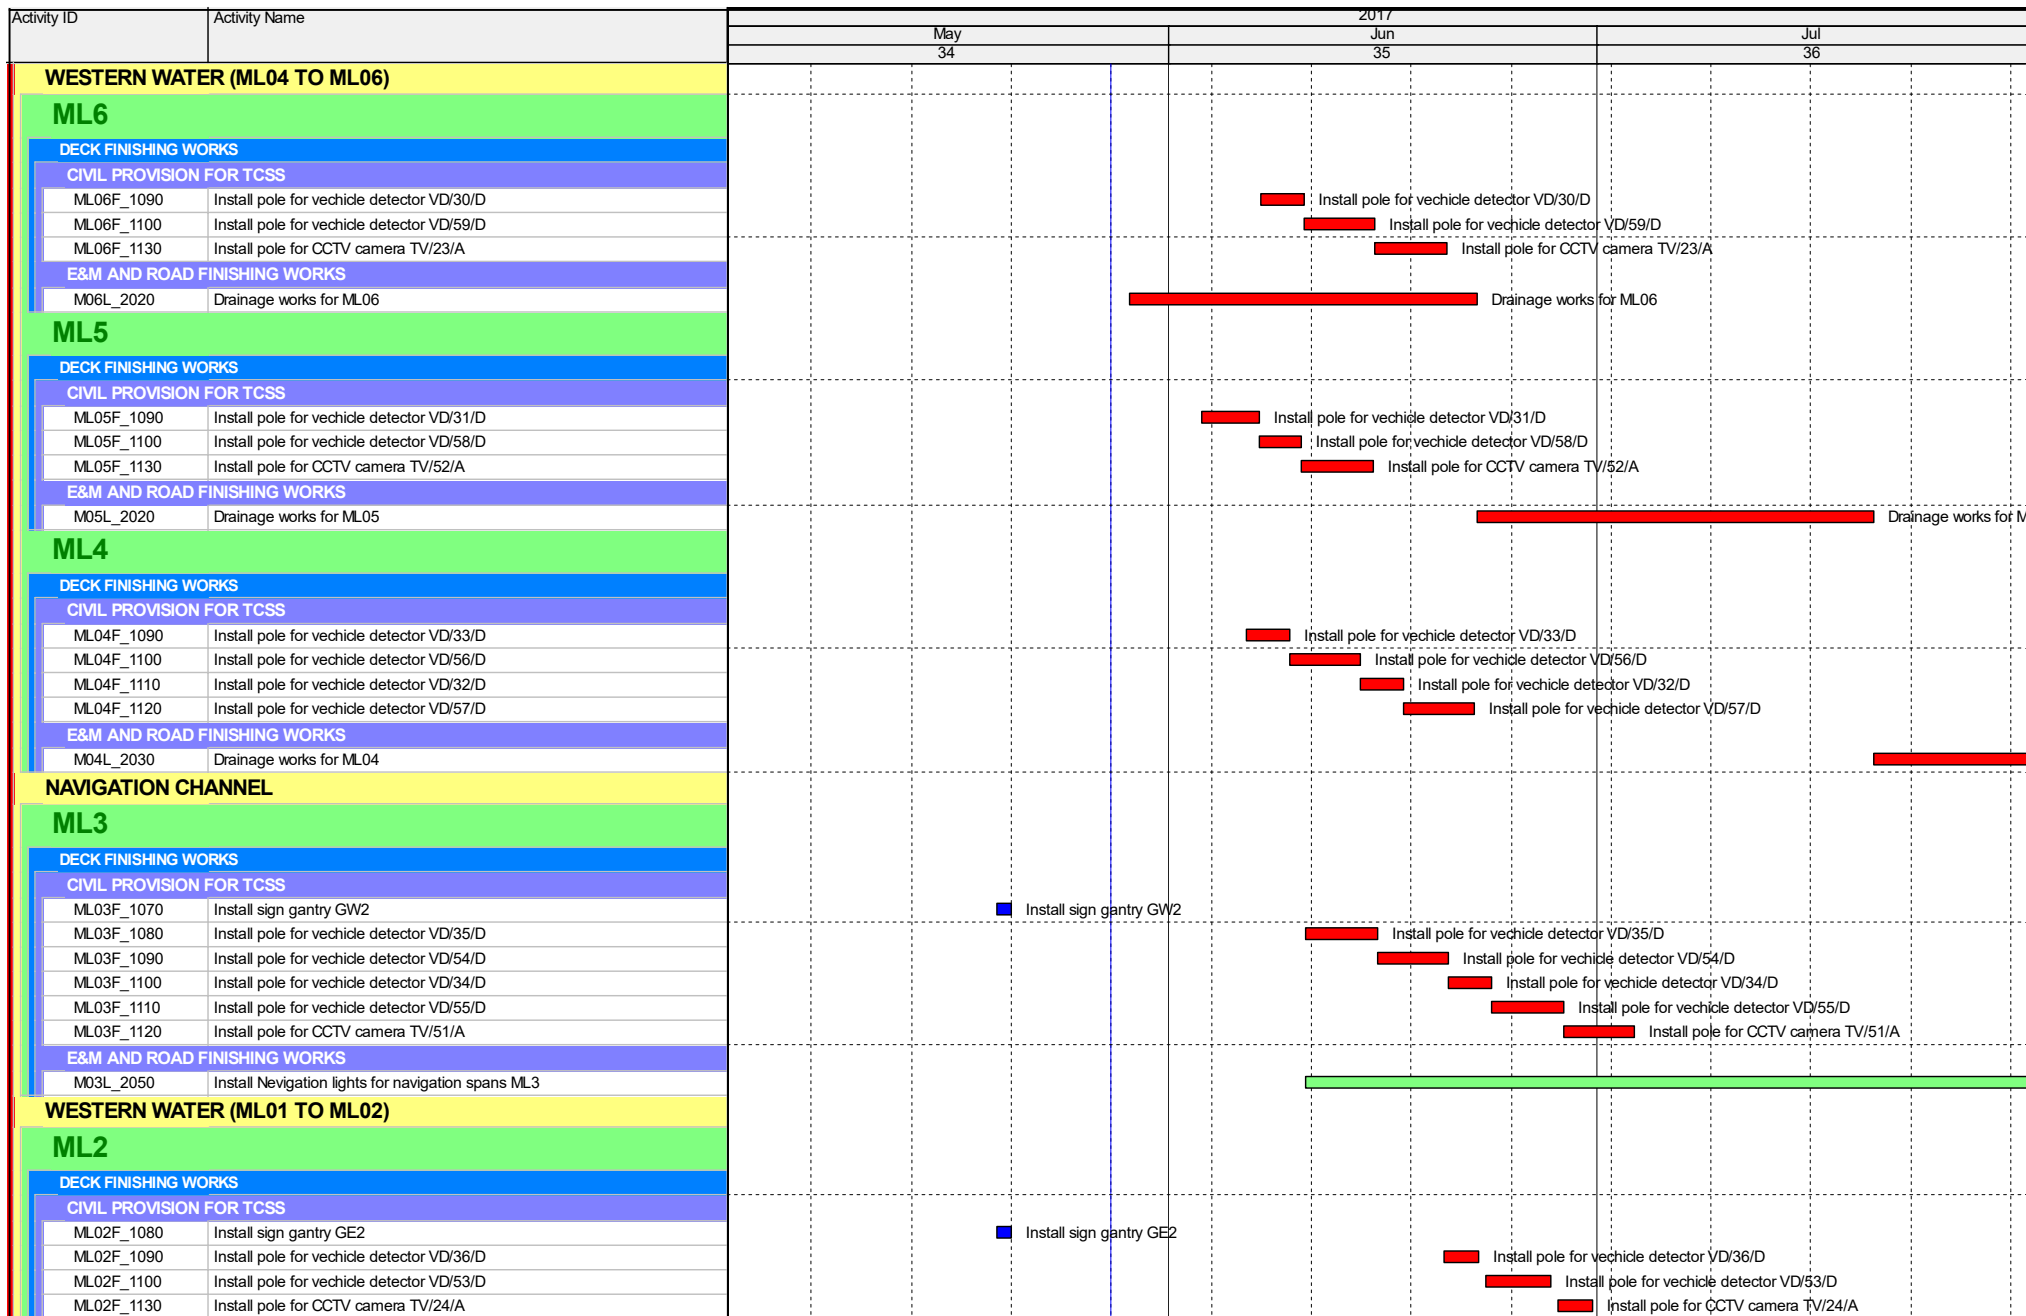 Activity ID Activity Name 2017
May Jun Jul
34 35 36
WESTERN WATER (ML04 TO ML06)
ML6
DECK FINISHING WORKS
CIVIL PROVISION FOR TCSS
ML06F_1090 Install pole for vechicle detector VD/30/D Install pole for vechicle detector VD/30/D
ML06F_1100 Install pole for vechicle detector VD/59/D Install pole for vechicle detector VD/59/D
ML06F_1130 Install pole for CCTV camera TV/23/A Install pole for CCTV camera TV/23/A
E&M AND ROAD FINISHING WORKS
M06L_2020 Drainage works for ML06 Drainage works for ML06
ML5
DECK FINISHING WORKS
CIVIL PROVISION FOR TCSS
ML05F_1090 Install pole for vechicle detector VD/31/D Install pole for vechicle detector VD/31/D
ML05F_1100 Install pole for vechicle detector VD/58/D Install pole for vechicle detector VD/58/D
ML05F_1130 Install pole for CCTV camera TV/52/A Install pole for CCTV camera TV/52/A
E&M AND ROAD FINISHING WORKS
M05L_2020 Drainage works for ML05 Drainage works for M
ML4
DECK FINISHING WORKS
CIVIL PROVISION FOR TCSS
ML04F_1090 Install pole for vechicle detector VD/33/D Install pole for vechicle detector VD/33/D
ML04F_1100 Install pole for vechicle detector VD/56/D Install pole for vechicle detector VD/56/D
ML04F_1110 Install pole for vechicle detector VD/32/D Install pole for vechicle detector VD/32/D
ML04F_1120 Install pole for vechicle detector VD/57/D Install pole for vechicle detector VD/57/D
E&M AND ROAD FINISHING WORKS
M04L_2030 Drainage works for ML04
NAVIGATION CHANNEL
ML3
DECK FINISHING WORKS
CIVIL PROVISION FOR TCSS
ML03F_1070 Install sign gantry GW2 Install sign gantry GW2
ML03F_1080 Install pole for vechicle detector VD/35/D Install pole for vechicle detector VD/35/D
ML03F_1090 Install pole for vechicle detector VD/54/D Install pole for vechicle detector VD/54/D
ML03F_1100 Install pole for vechicle detector VD/34/D Install pole for vechicle detector VD/34/D
ML03F_1110 Install pole for vechicle detector VD/55/D Install pole for vechicle detector VD/55/D
ML03F_1120 Install pole for CCTV camera TV/51/A Install pole for CCTV camera TV/51/A
E&M AND ROAD FINISHING WORKS
M03L_2050 Install Nevigation lights for navigation spans ML3
WESTERN WATER (ML01 TO ML02)
ML2
DECK FINISHING WORKS
CIVIL PROVISION FOR TCSS
ML02F_1080 Install sign gantry GE2 Install sign gantry GE2
ML02F_1090 Install pole for vechicle detector VD/36/D Install pole for vechicle detector VD/36/D
ML02F_1100 Install pole for vechicle detector VD/53/D Install pole for vechicle detector VD/53/D
ML02F_1130 Install pole for CCTV camera TV/24/A Install pole for CCTV camera TV/24/A